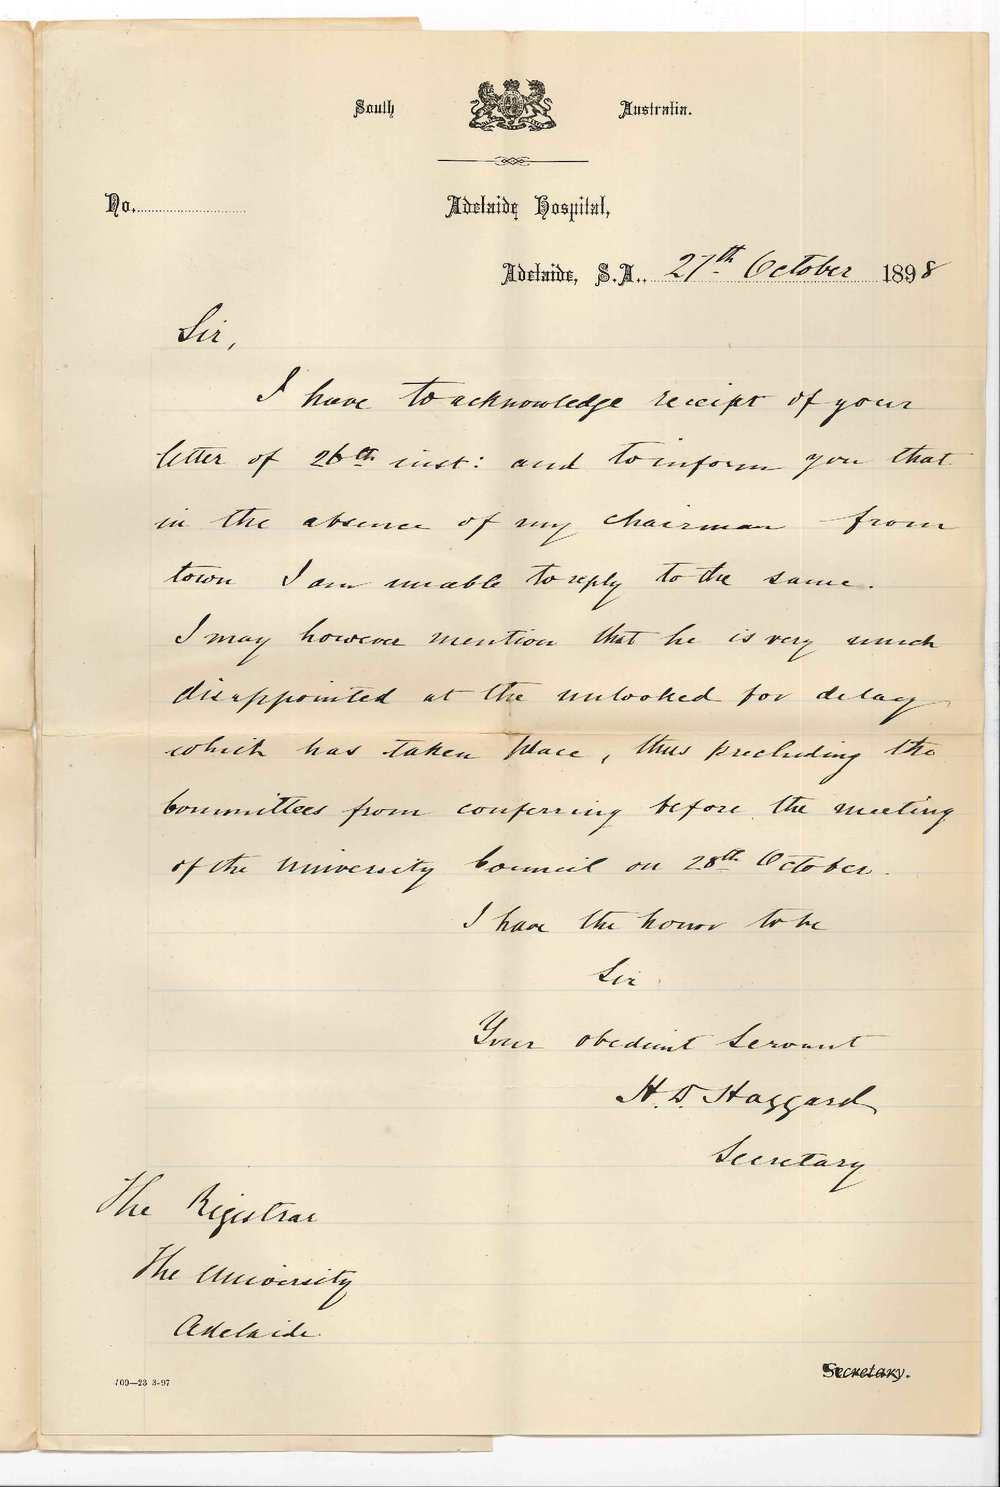 South Australia.
No.
Adelaide Hospital,
Adelaide, S.A., 27th October 1898
Sir,
I have to acknowledge receipt of your
letter of 26th inst: and to inform you that
in the absence of my chairman from
town I am unable to reply to the same.
I may however mention that he is very much
disappointed at the unlooked for delay
which has taken place, thus precluding the
Committees from conferring before the meeting
of the University Council on 28th October.
I have the honor to be
Sir
Your obedient servant
H. D. Haggard
Secretary
The Registrar
The University
Adelaide.
Secretary.
100—23 3-97